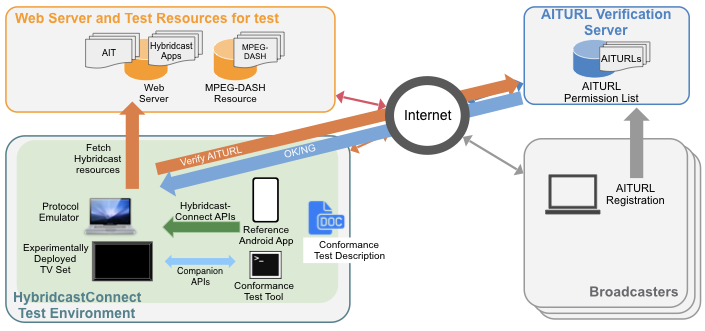 Web Server and Test Resources for test
AIT
Hybridcast
Apps
MPEG-
DASH
Web
Server
MPEG-DASH
Resource
AITURL Verification
Server
AITURLs
AITURL
Permission List
Internet
Fetch
Hybridcast
resources
Verify AITURL
OK/NG
Protocol
Emulator
Hybridcast-
Connect APIs
Reference
Android App
DOC
Conformance
Test Description
Experimentally
Deployed
TV Set
Companion
APIs
>_
Conformance
Test Tool
HybridcastConnect
Test Environment
AITURL
Registration
Broadcasters